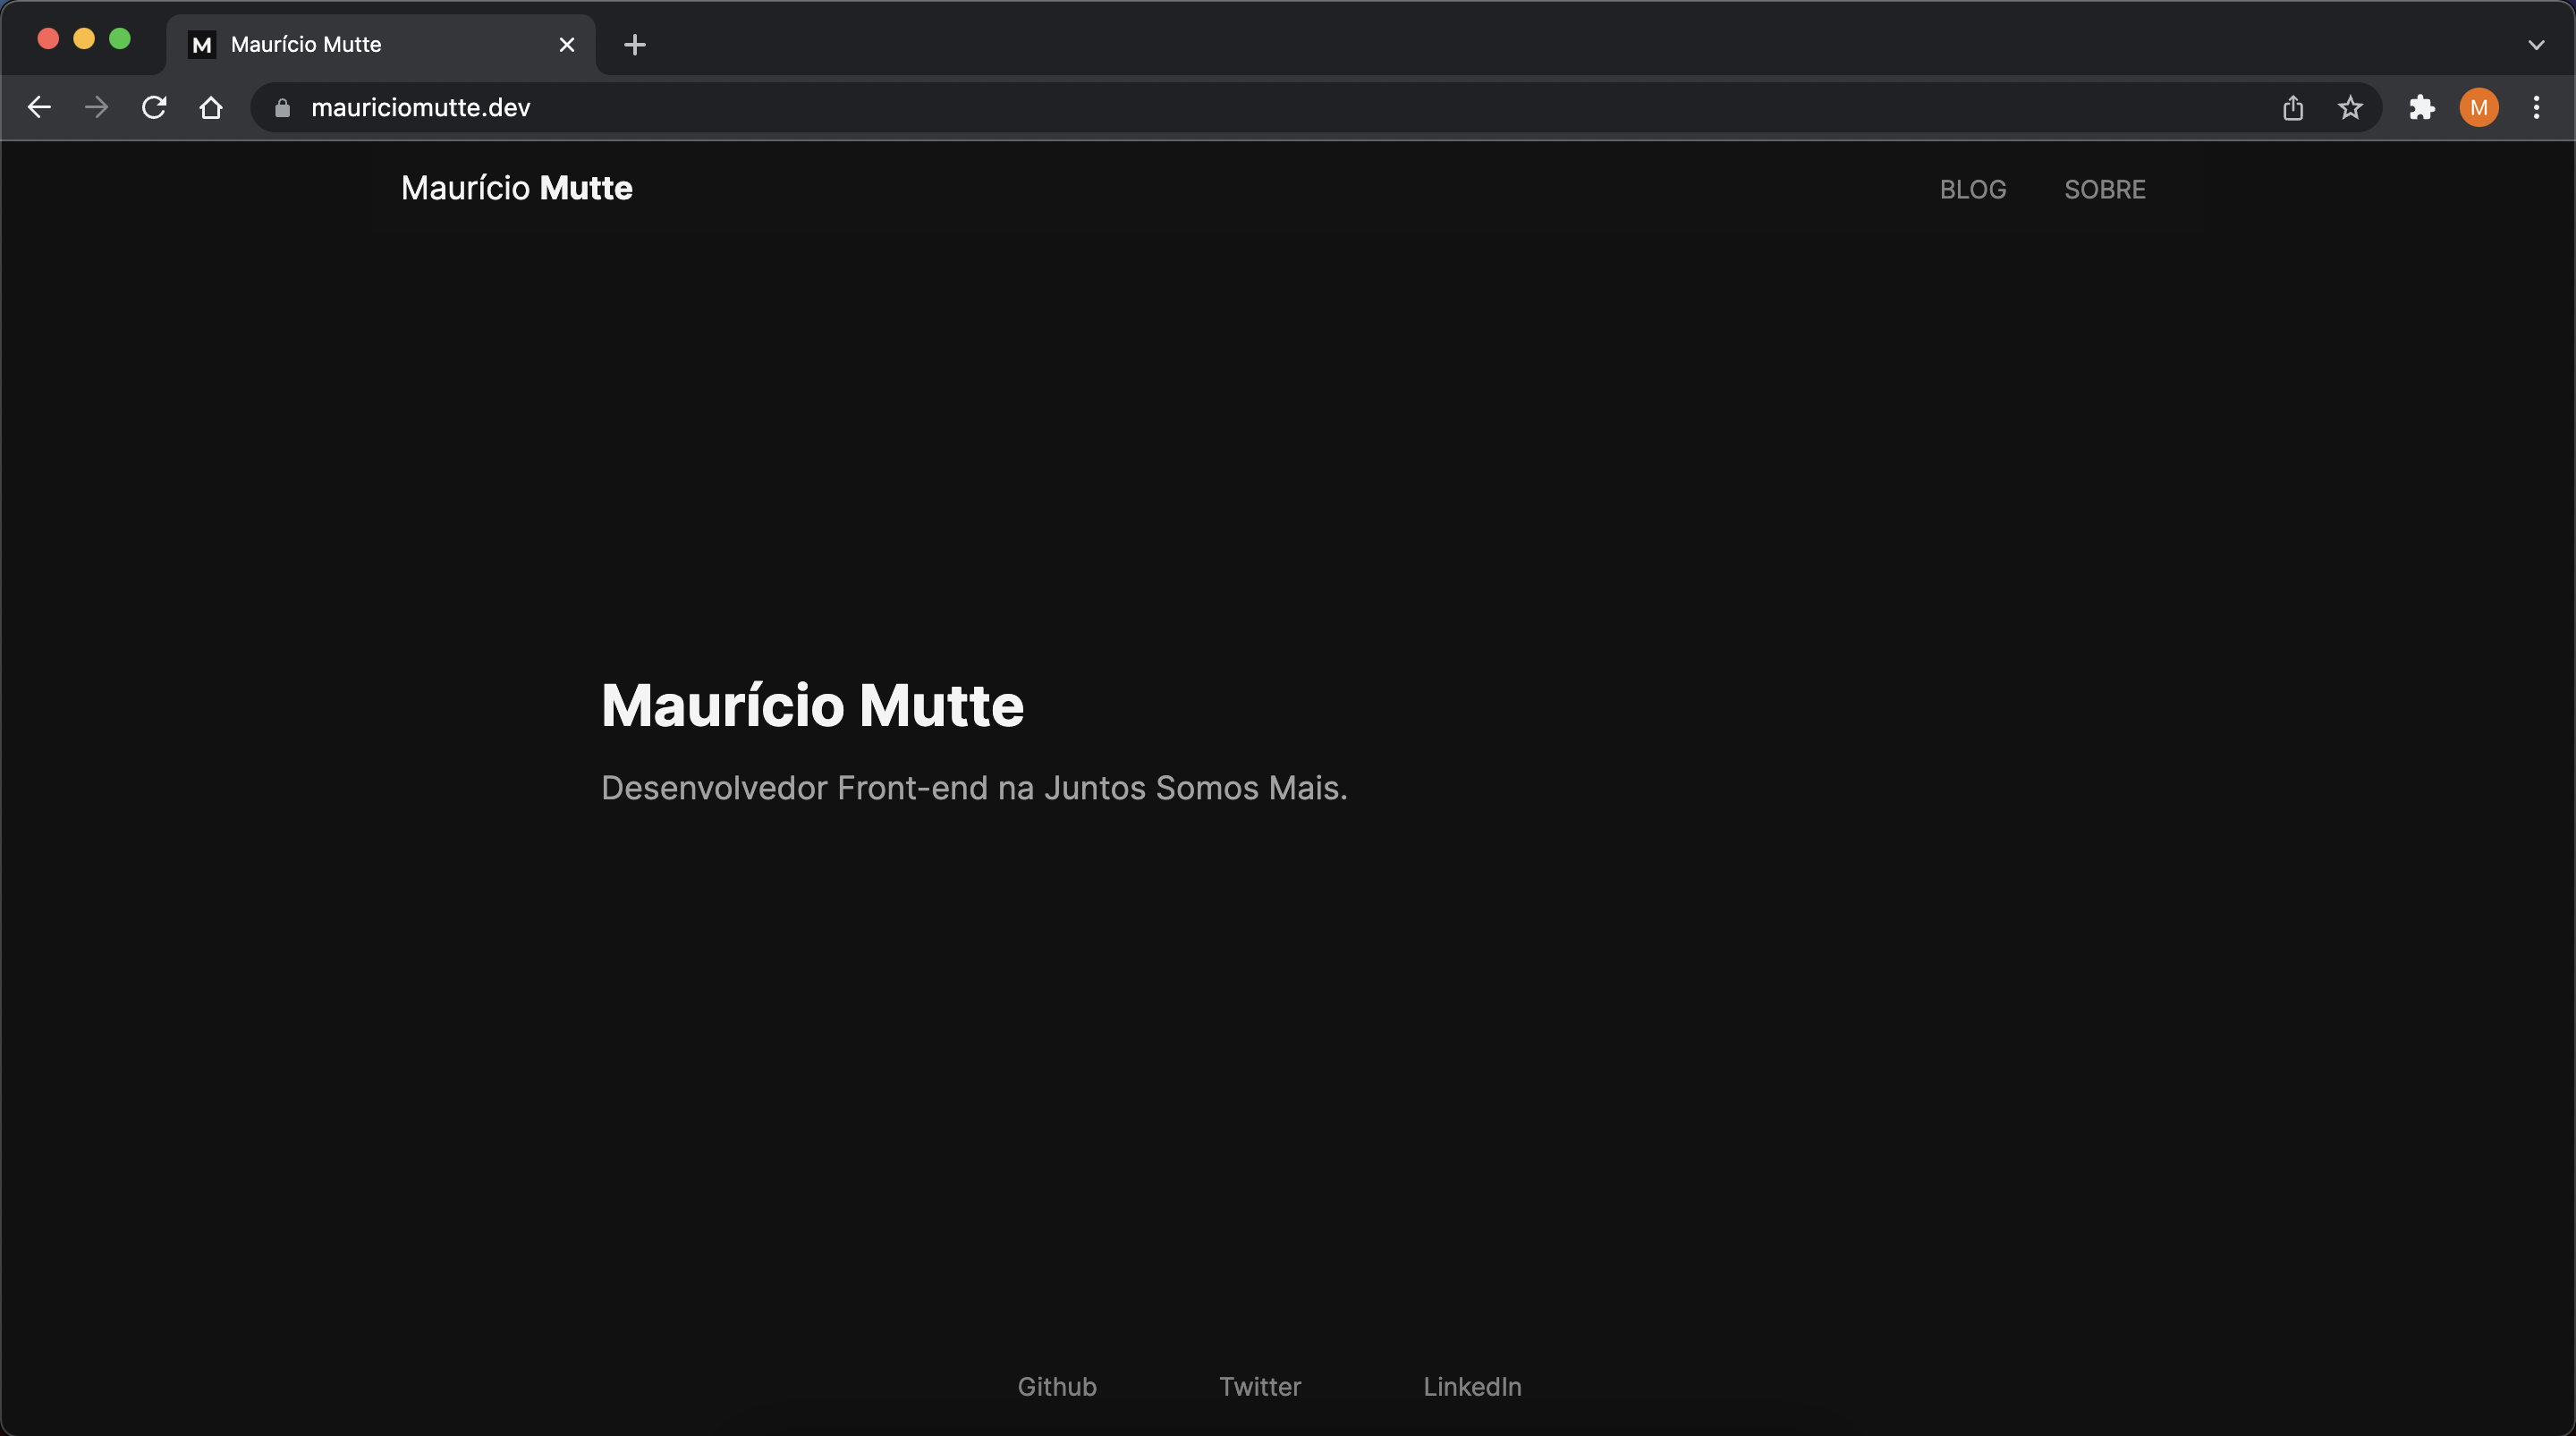 M Maurício Mutte
mauriciomutte.dev
M
Maurício Mutte
BLOG SOBRE
Maurício Mutte
Desenvolvedor Front-end na Juntos Somos Mais.
Github Twitter LinkedIn